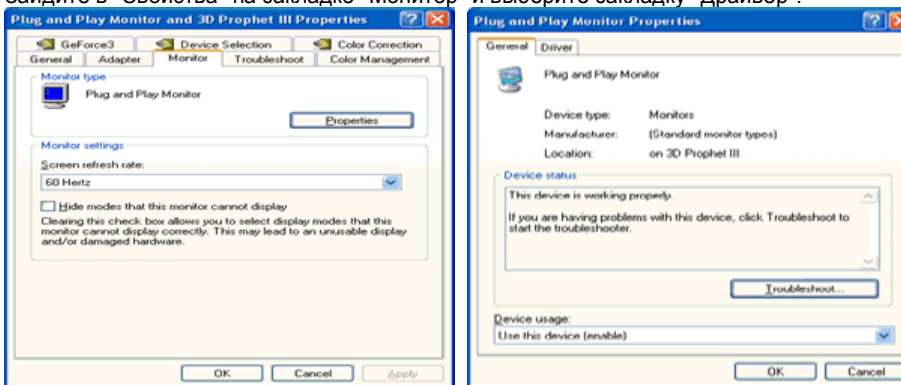 Зайдите в "Свойства" на закладке "Монитор" и выберите закладку "Драйвер".
Plug and Play Monitor and 3D Prophet III Properties
GeForce3 Device Selection Color Correction
General Adapter Monitor Troubleshoot Color Management
Monitor type
Plug and Play Monitor
Properties
Monitor settings
Screen refresh rate:
60 Hertz
Hide modes that this monitor cannot display
Clearing this check box allows you to select display modes that this
monitor cannot display correctly. This may lead to an unusable display
and/or damaged hardware.
OK Cancel Apply
Plug and Play Monitor Properties
General Driver
Plug and Play Monitor
Device type: Monitors
Manufacturer: (Standard monitor types)
Location: on 3D Prophet III
Device status
This device is working properly.
If you are having problems with this device, click Troubleshoot to
start the troubleshooter.
Troubleshoot...
Device usage:
Use this device (enable)
OK Cancel